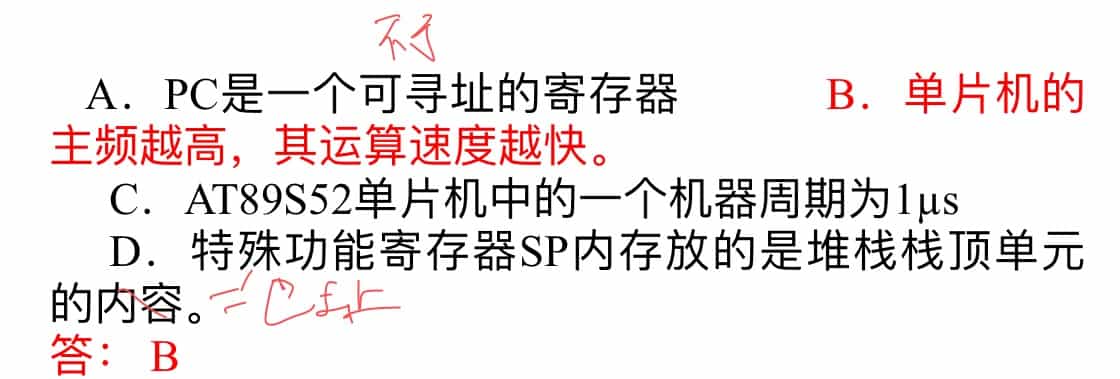 不可
A．PC是一个可寻址的寄存器 B．单片机的
主频越高，其运算速度越快。
C．AT89S52单片机中的一个机器周期为1μs
D．特殊功能寄存器SP内存放的是堆栈栈顶单元
的内容。
答： B